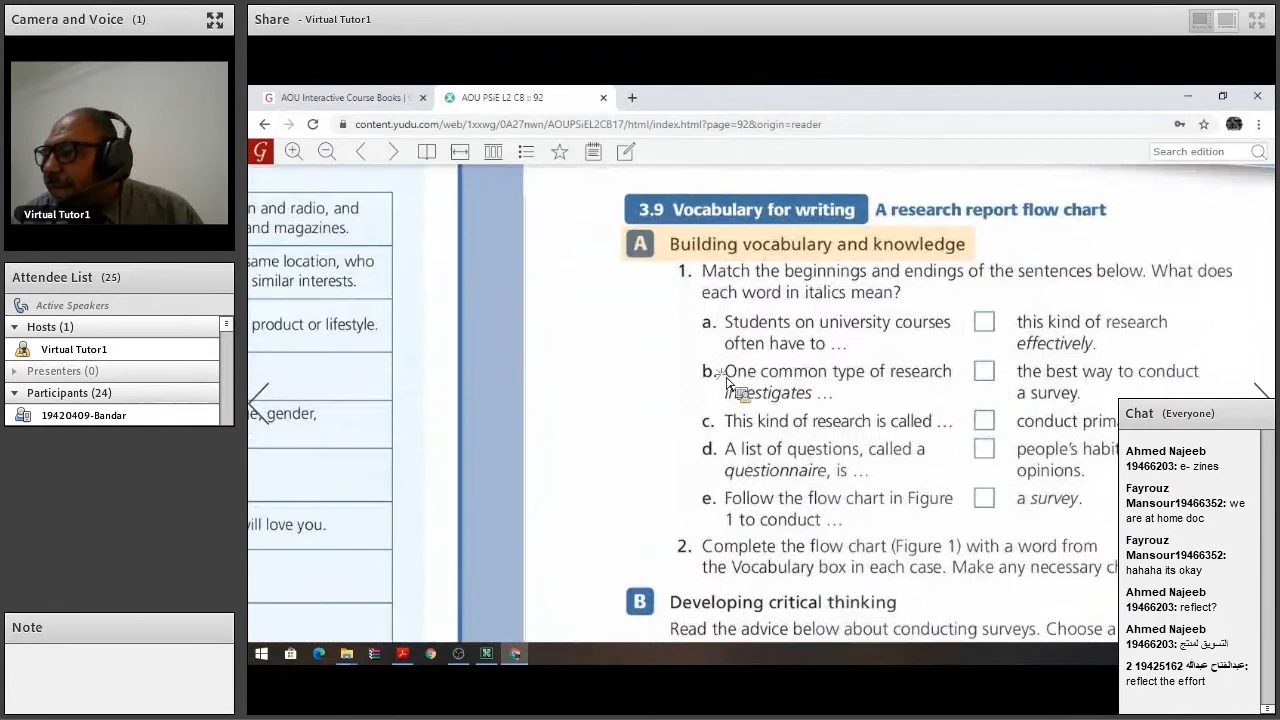 Camera and Voice (1)
Virtual Tutor1
Attendee List (25)
Active Speakers
Hosts (1)
Virtual Tutor1
Presenters (0)
Participants (24)
19420409-Bandar
Note
Share - Virtual Tutor1
AOU Interactive Course Books |
AOU PSiE L2 CB :: 92
content.yudu.com/web/1xxwg/0A27nwn/AOUPSiEL2CB17/html/index.html?page=92&origin=reader
g
Search edition
n and radio, and
and magazines.
same location, who
similar interests.
product or lifestyle.
gender,
will love you.
3.9 Vocabulary for writing A research report flow chart
A Building vocabulary and knowledge
1. Match the beginnings and endings of the sentences below. What does
each word in italics mean?
a. Students on university courses
often have to …
this kind of research
effectively.
b. One common type of research
investigates …
the best way to conduct
a survey.
c. This kind of research is called …
conduct prim
d. A list of questions, called a
questionnaire, is …
people's habi
opinions.
e. Follow the flow chart in Figure
1 to conduct …
a survey.
2. Complete the flow chart (Figure 1) with a word from
the Vocabulary box in each case. Make any necessary ch
B Developing critical thinking
Read the advice below about conducting surveys. Choose a
Chat (Everyone)
Ahmed Najeeb
19466203: e- zines
Fayrouz
Mansour19466352: we
are at home doc
Fayrouz
Mansour19466352:
hahaha its okay
Ahmed Najeeb
19466203: reflect?
Ahmed Najeeb
19466203: التسويق لمنتج
2 19425162 عبدالفتاح عبدالله:
reflect the effort